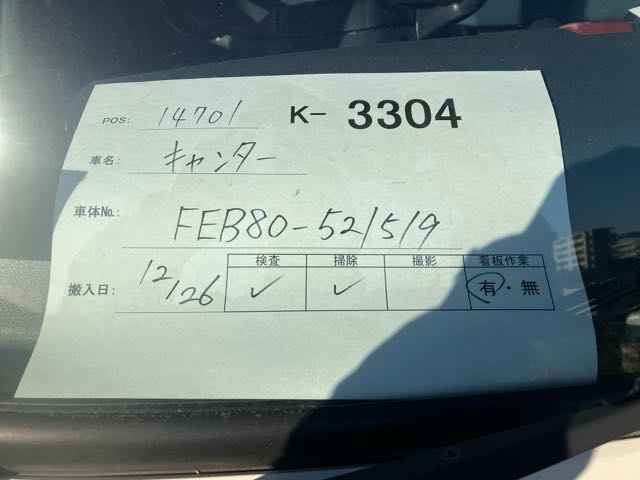 POS: 14701 K- 3304
車名: キャンター
車体No.: FEB80-521519
搬入日: 12/26
検査 掃除 撮影 看板作業
✓ ✓ 有・無